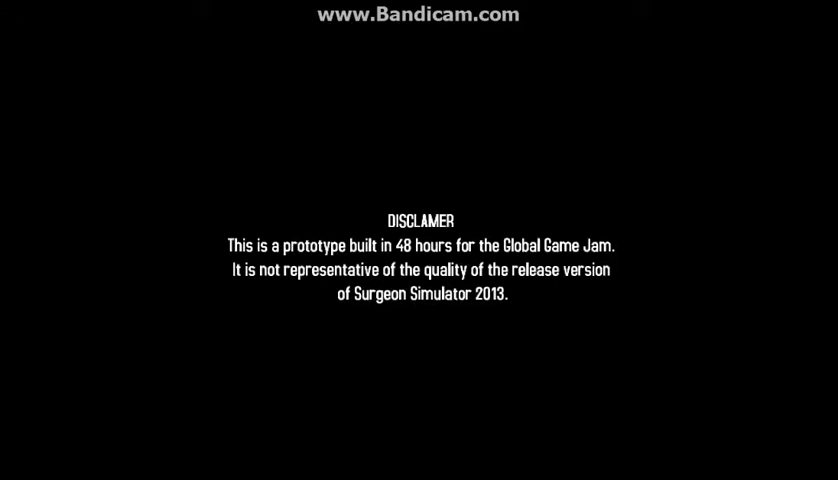 www.Bandicam.com
DISCLAMER
This is a prototype built in 48 hours for the Global Game Jam.
It is not representative of the quality of the release version
of Surgeon Simulator 2013.